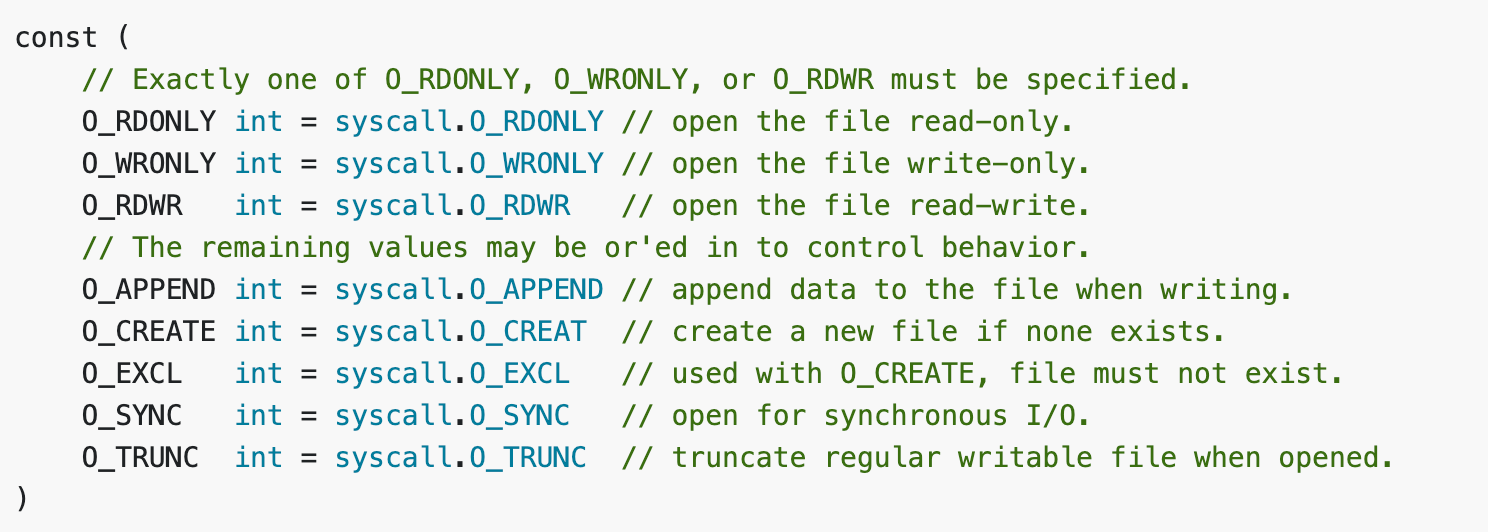 const (
    // Exactly one of O_RDONLY, O_WRONLY, or O_RDWR must be specified.
    O_RDONLY int = syscall.O_RDONLY // open the file read-only.
    O_WRONLY int = syscall.O_WRONLY // open the file write-only.
    O_RDWR   int = syscall.O_RDWR   // open the file read-write.
    // The remaining values may be or'ed in to control behavior.
    O_APPEND int = syscall.O_APPEND // append data to the file when writing.
    O_CREATE int = syscall.O_CREAT  // create a new file if none exists.
    O_EXCL   int = syscall.O_EXCL   // used with O_CREATE, file must not exist.
    O_SYNC   int = syscall.O_SYNC   // open for synchronous I/O.
    O_TRUNC  int = syscall.O_TRUNC  // truncate regular writable file when opened.
)